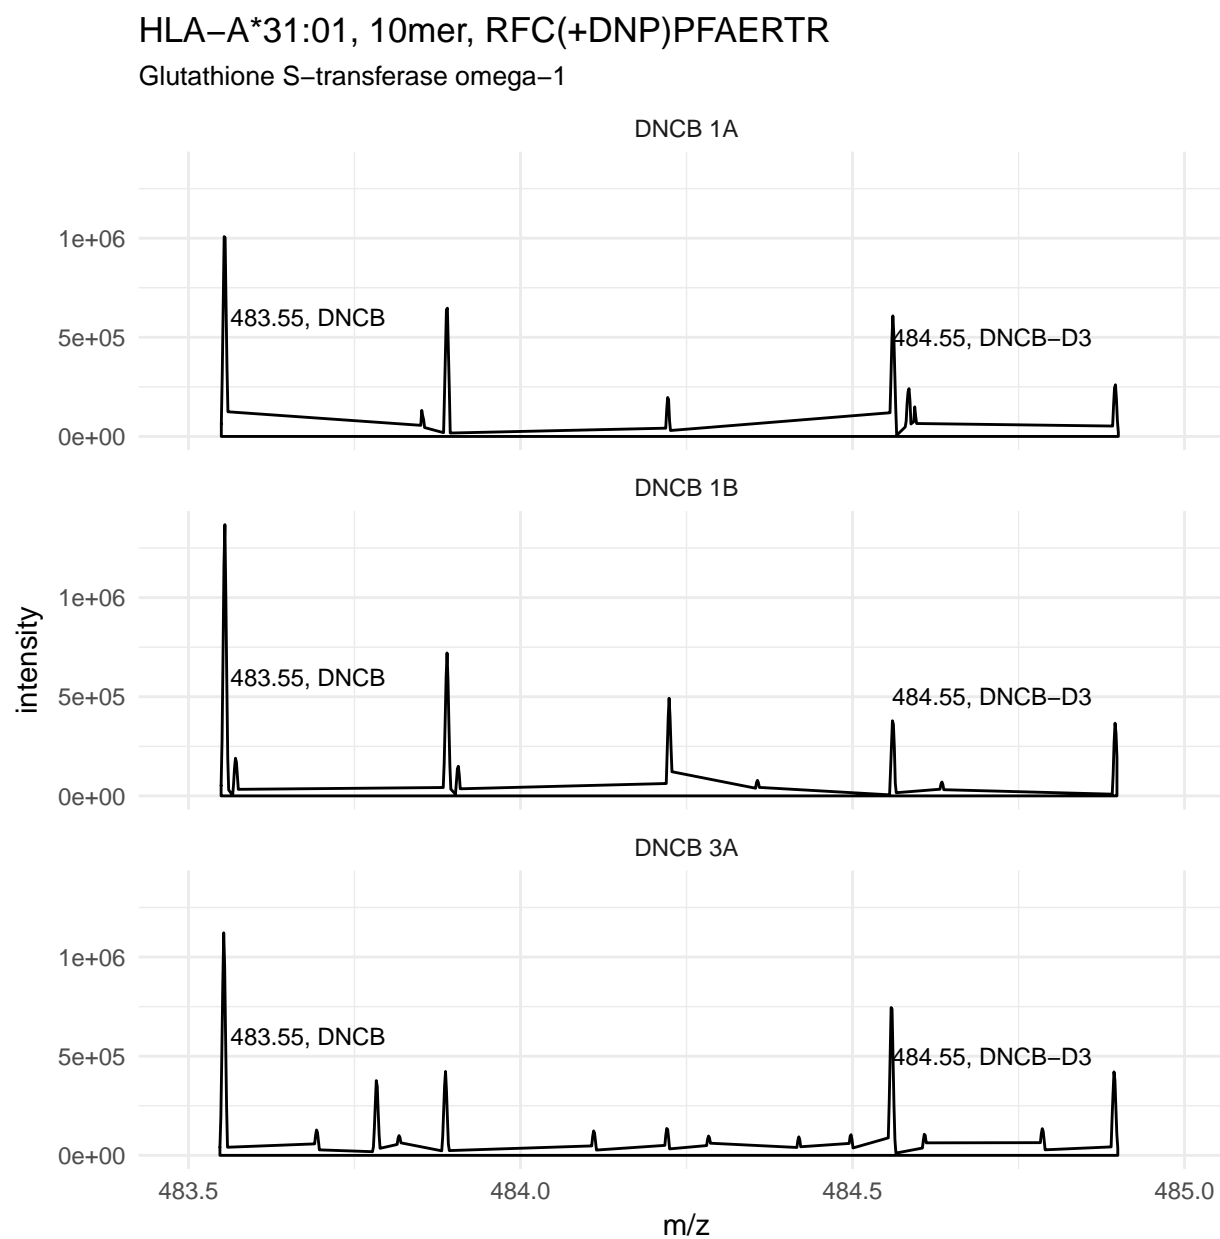 HLA−A*31:01, 10mer, RFC(+DNP)PFAERTR
Glutathione S−transferase omega−1
DNCB 1A
1e+06
5e+05
0e+00
483.55, DNCB
484.55, DNCB−D3
DNCB 1B
1e+06
5e+05
0e+00
483.55, DNCB
484.55, DNCB−D3
intensity
DNCB 3A
1e+06
5e+05
0e+00
483.55, DNCB
484.55, DNCB−D3
483.5 484.0 484.5 485.0
m/z